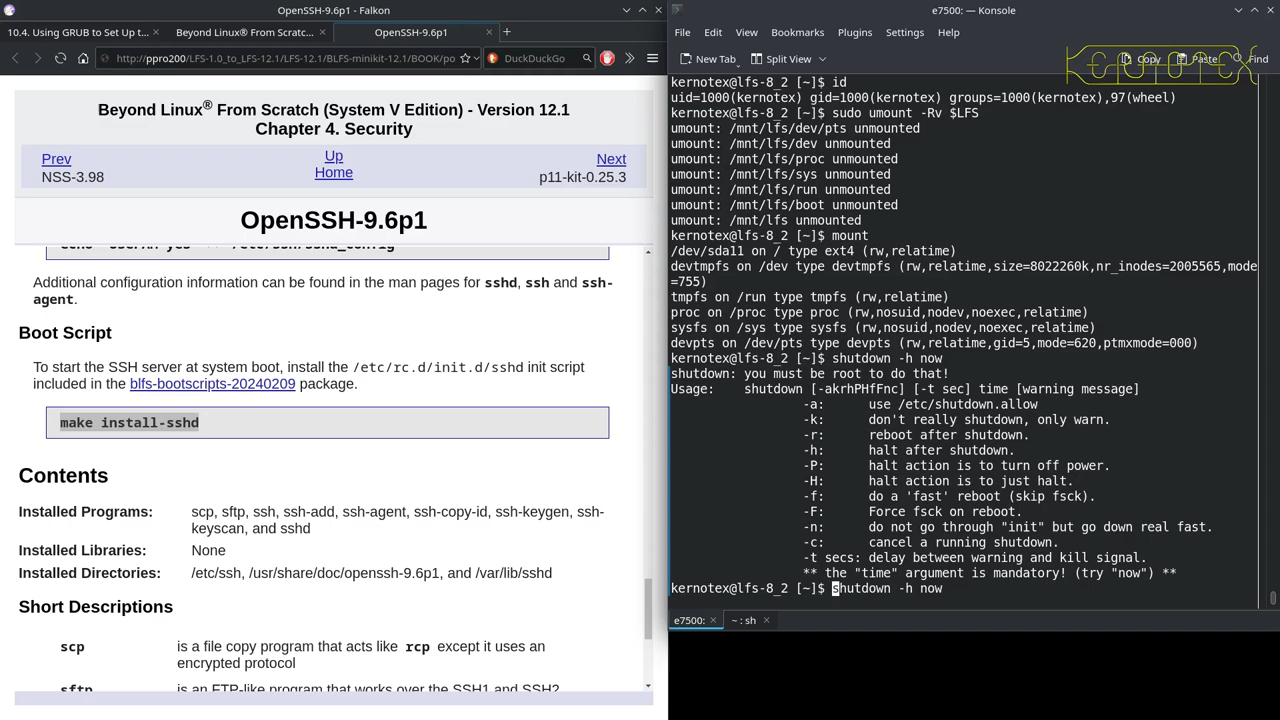 OpenSSH-9.6p1 - Falkon
10.4. Using GRUB to Set Up t...
Beyond Linux® From Scratc...
OpenSSH-9.6p1
http://ppro200/LFS-1.0_to_LFS-12.1/LFS-12.1/BLFS-minikit-12.1/BOOK/po
DuckDuckGo
Beyond Linux® From Scratch (System V Edition) - Version 12.1
Chapter 4. Security
Prev
Up
Next
NSS-3.98
Home
p11-kit-0.25.3
OpenSSH-9.6p1
Additional configuration information can be found in the man pages for sshd, ssh and ssh-
agent.
Boot Script
To start the SSH server at system boot, install the /etc/rc.d/init.d/sshd init script
included in the blfs-bootscripts-20240209 package.
make install-sshd
Contents
Installed Programs: scp, sftp, ssh, ssh-add, ssh-agent, ssh-copy-id, ssh-keygen, ssh-
keyscan, and sshd
Installed Libraries: None
Installed Directories: /etc/ssh, /usr/share/doc/openssh-9.6p1, and /var/lib/sshd
Short Descriptions
scp is a file copy program that acts like rcp except it uses an
encrypted protocol
sftp is an FTP-like program that works over the SSH1 and SSH2
e7500: — Konsole
File Edit View Bookmarks Plugins Settings Help
New Tab Split View Copy Paste Find
Kernotex
kernotex@lfs-8_2 [~]$ id
uid=1000(kernotex) gid=1000(kernotex) groups=1000(kernotex),97(wheel)
kernotex@lfs-8_2 [~]$ sudo umount -Rv $LFS
umount: /mnt/lfs/dev/pts unmounted
umount: /mnt/lfs/dev unmounted
umount: /mnt/lfs/proc unmounted
umount: /mnt/lfs/sys unmounted
umount: /mnt/lfs/run unmounted
umount: /mnt/lfs/boot unmounted
umount: /mnt/lfs unmounted
kernotex@lfs-8_2 [~]$ mount
/dev/sda11 on / type ext4 (rw,relatime)
devtmpfs on /dev type devtmpfs (rw,relatime,size=8022260k,nr_inodes=2005565,mode
=755)
tmpfs on /run type tmpfs (rw,relatime)
proc on /proc type proc (rw,nosuid,nodev,noexec,relatime)
sysfs on /sys type sysfs (rw,nosuid,nodev,noexec,relatime)
devpts on /dev/pts type devpts (rw,relatime,gid=5,mode=620,ptmxmode=000)
kernotex@lfs-8_2 [~]$ shutdown -h now
shutdown: you must be root to do that!
Usage: shutdown [-akrhPHfFnc] [-t sec] time [warning message]
-a: use /etc/shutdown.allow
-k: don't really shutdown, only warn.
-r: reboot after shutdown.
-h: halt after shutdown.
-P: halt action is to turn off power.
-H: halt action is to just halt.
-f: do a 'fast' reboot (skip fsck).
-F: Force fsck on reboot.
-n: do not go through "init" but go down real fast.
-c: cancel a running shutdown.
-t secs: delay between warning and kill signal.
** the "time" argument is mandatory! (try "now") **
kernotex@lfs-8_2 [~]$ shutdown -h now
e7500:
~ : sh